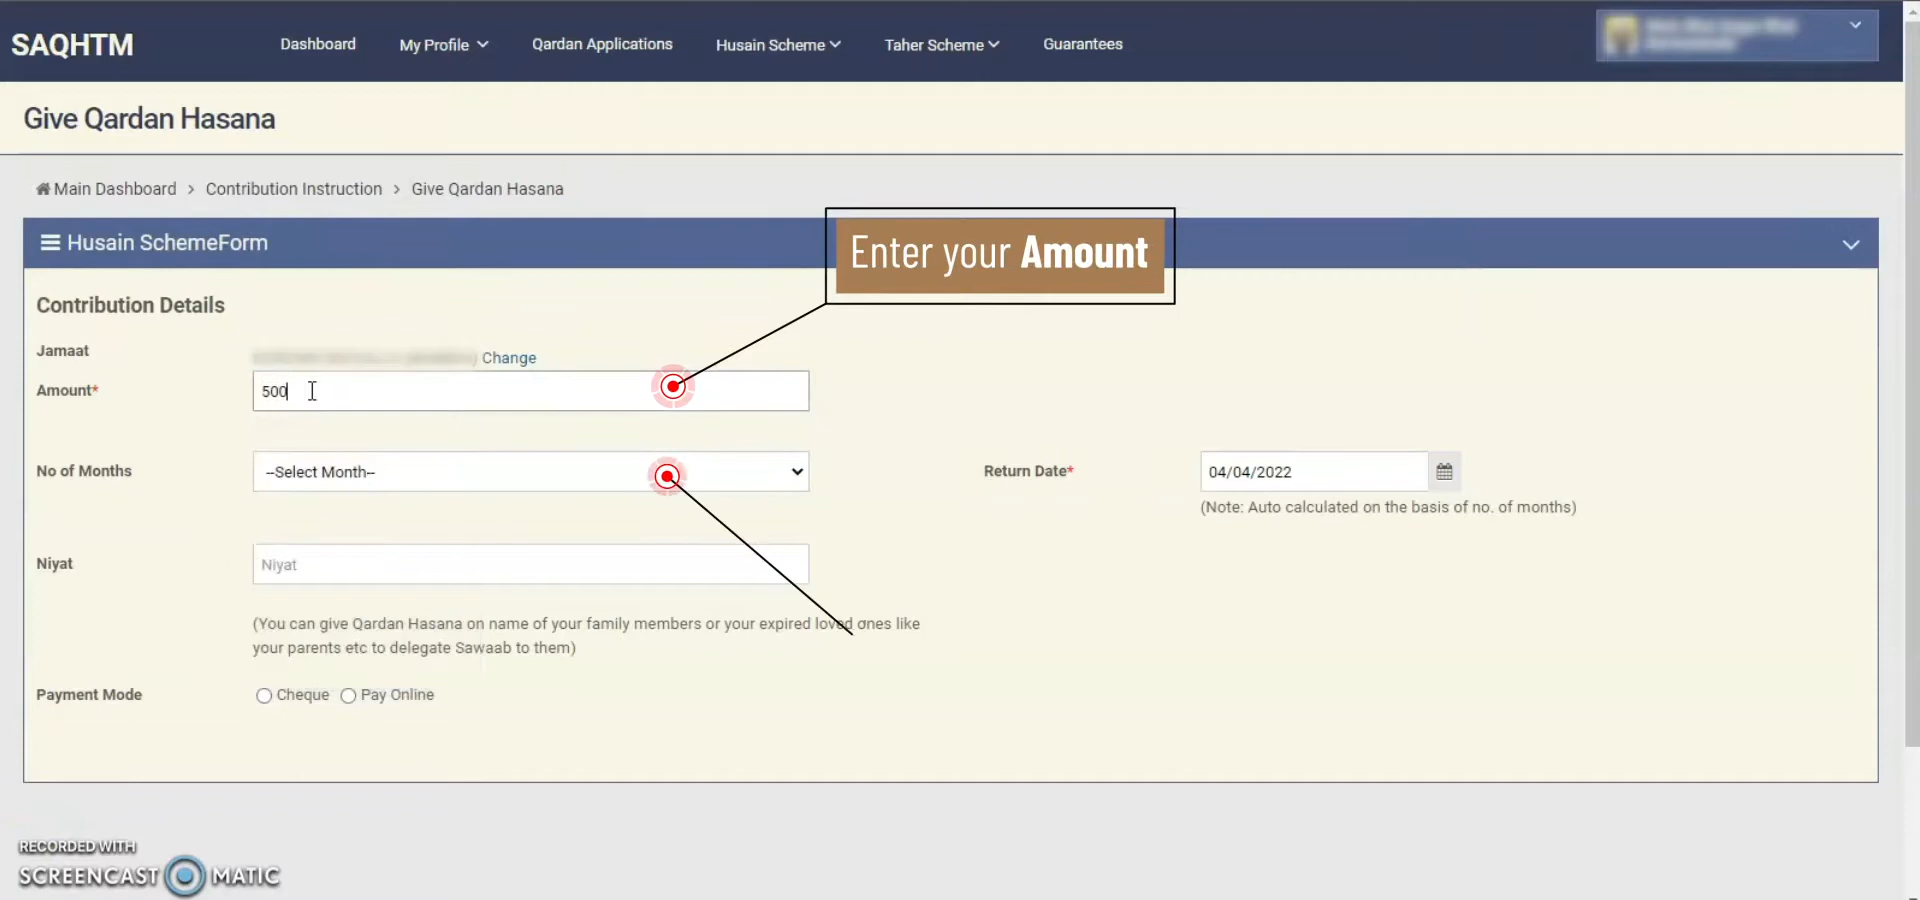 SAQHTM
Dashboard My Profile Qardan Applications Husain Scheme Taher Scheme Guarantees
Give Qardan Hasana
Main Dashboard > Contribution Instruction > Give Qardan Hasana
Husain SchemeForm
Enter your Amount
Contribution Details
Jamaat Change
Amount* 500
No of Months --Select Month-- Return Date* 04/04/2022
(Note: Auto calculated on the basis of no. of months)
Niyat Niyat
(You can give Qardan Hasana on name of your family members or your expired loved ones like
your parents etc to delegate Sawaab to them)
Payment Mode Cheque Pay Online
RECORDED WITH
SCREENCAST MATIC